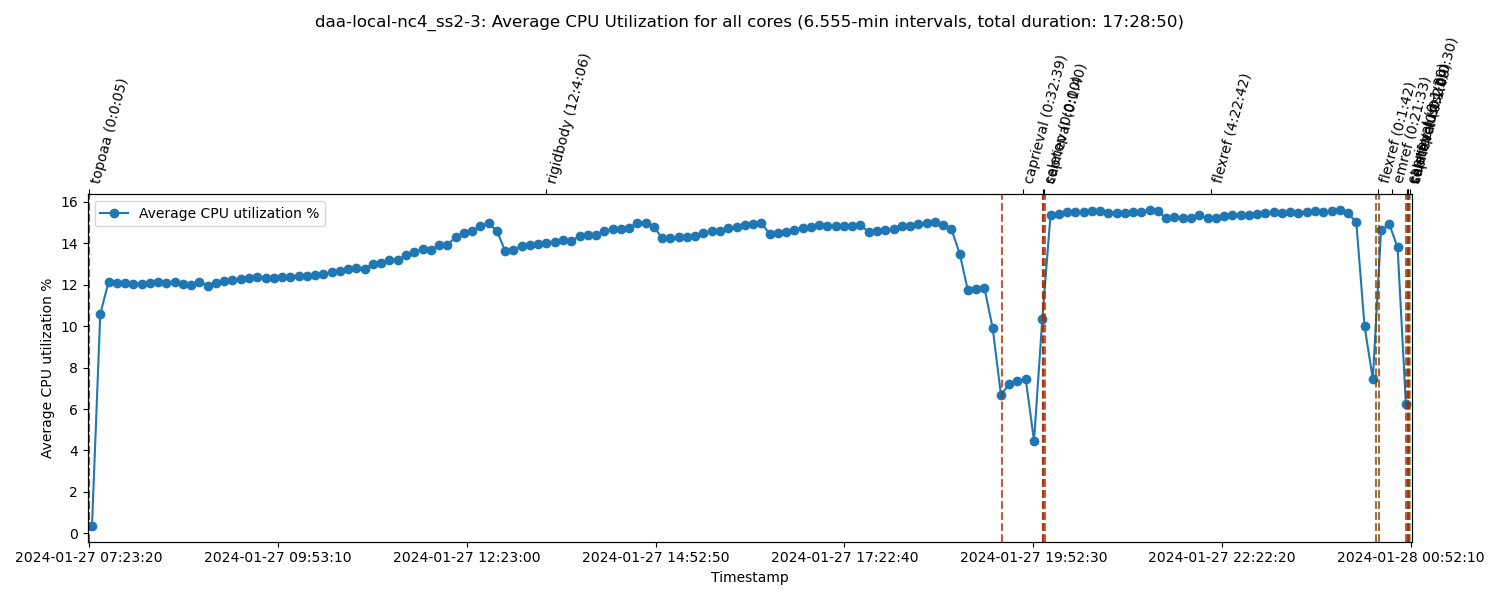 daa-local-nc4_ss2-3: Average CPU Utilization for all cores (6.555-min intervals, total duration: 17:28:50)
topoaa (0:0:05)
rigidbody (12:4:06)
caprieval (0:32:39)
flexref (4:22:42)
flexref (0:1:42)
emref (0:21:33)
Average CPU utilization %
16
14
12
10
8
6
4
2
0
Average CPU utilization %
2024-01-27 07:23:20
2024-01-27 09:53:10
2024-01-27 12:23:00
2024-01-27 14:52:50
2024-01-27 17:22:40
2024-01-27 19:52:30
2024-01-27 22:22:20
2024-01-28 00:52:10
Timestamp